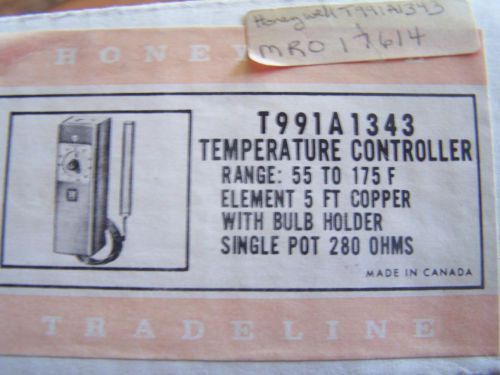 Honeywell T991A1343
MRO 17614
T991A1343
TEMPERATURE CONTROLLER
RANGE: 55 TO 175 F
ELEMENT 5 FT COPPER
WITH BULB HOLDER
SINGLE POT 280 OHMS
MADE IN CANADA
TRADELINE